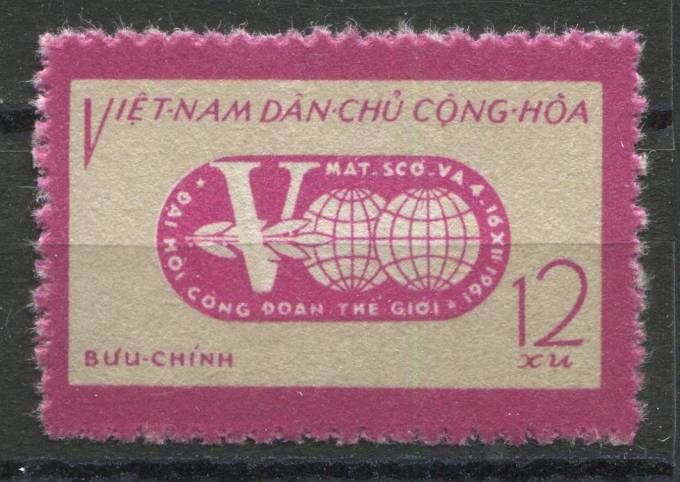 VIỆT·NAM DÂN·CHỦ CỘNG·HÒA
MÁT-SCƠ-VA 4-16 XII·1961
V
★ ĐẠI HỘI CÔNG ĐOÀN THẾ GIỚI ★
12
BƯU-CHÍNH
xu